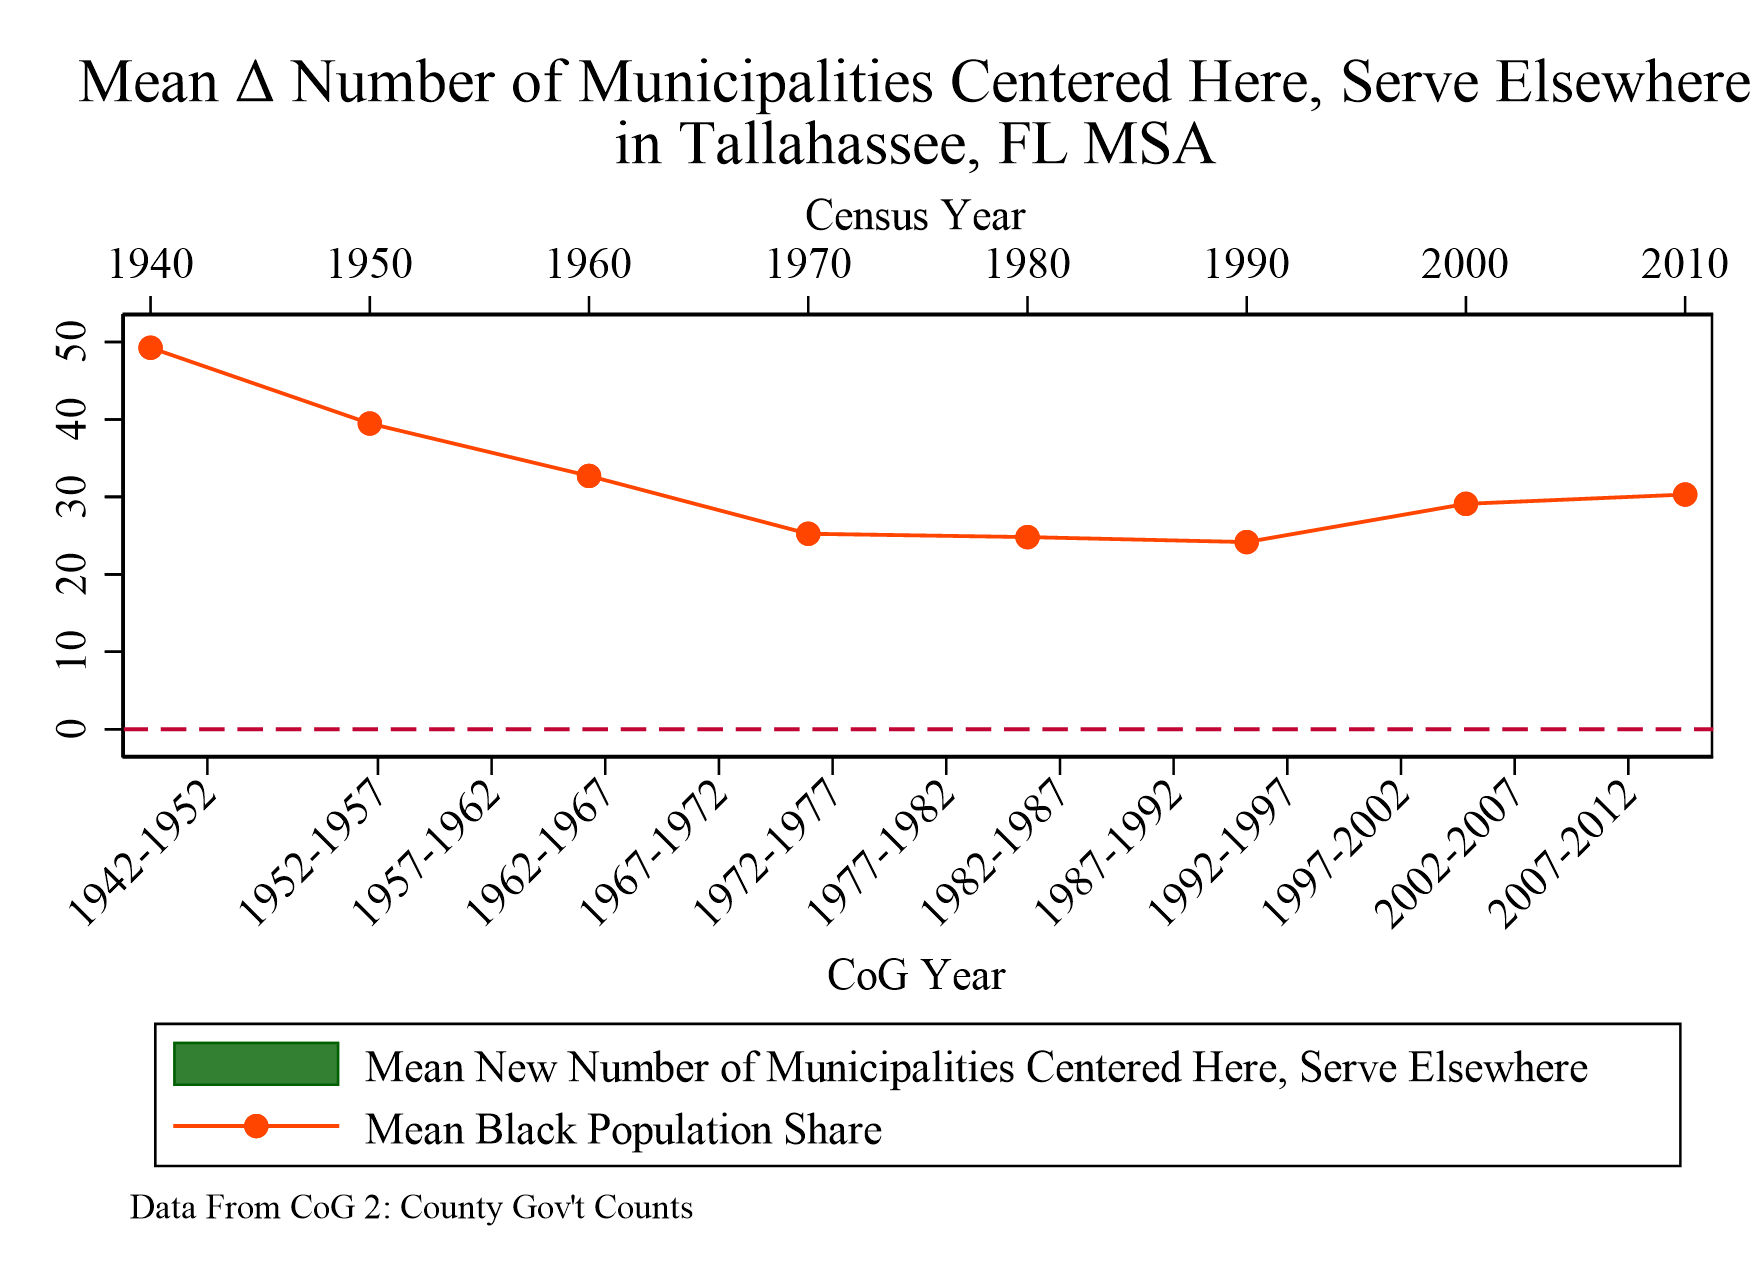 Mean Δ Number of Municipalities Centered Here, Serve Elsewhere
in Tallahassee, FL MSA
Census Year
1940 1950 1960 1970 1980 1990 2000 2010
50
40
30
20
10
0
1942-1952 1952-1957 1957-1962 1962-1967 1967-1972 1972-1977 1977-1982 1982-1987 1987-1992 1992-1997 1997-2002 2002-2007 2007-2012
CoG Year
Mean New Number of Municipalities Centered Here, Serve Elsewhere
Mean Black Population Share
Data From CoG 2: County Gov't Counts